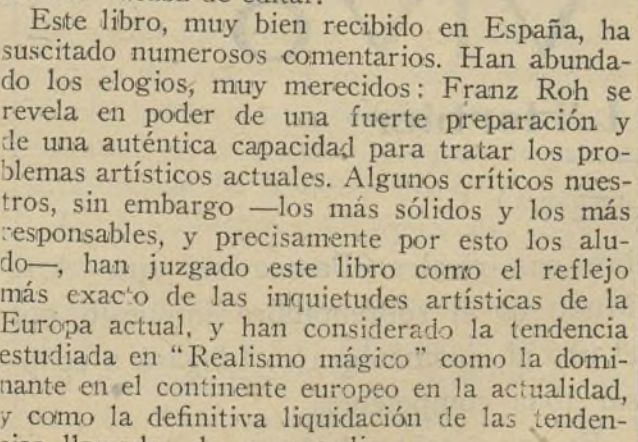 Este libro, muy bien recibido en España, ha
suscitado numerosos comentarios. Han abunda-
do los elogios, muy merecidos: Franz Roh se
revela en poder de una fuerte preparación y
de una auténtica capacidad para tratar los pro-
blemas artísticos actuales. Algunos críticos nues-
tros, sin embargo —los más sólidos y los más
responsables, y precisamente por esto los alu-
do—, han juzgado este libro como el reflejo
más exacto de las inquietudes artísticas de la
Europa actual, y han considerado la tendencia
estudiada en "Realismo mágico" como la domi-
nante en el continente europeo en la actualidad,
y como la definitiva liquidación de las tenden-